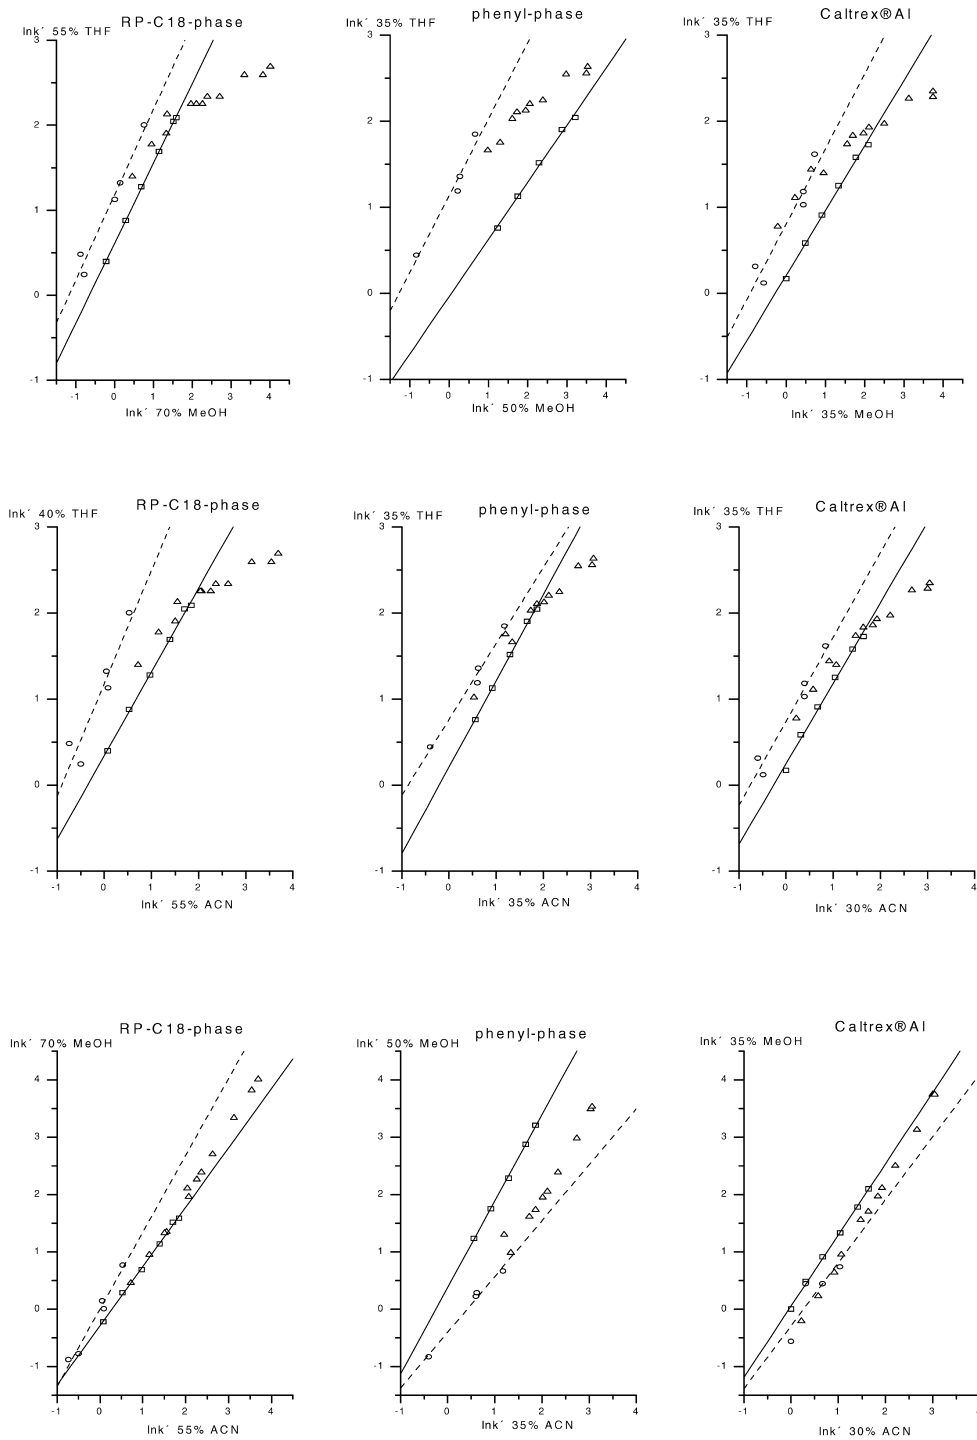 RP-C18-phase
lnk´ 55% THF
3
2
1
0
-1
-1 0 1 2 3 4
lnk´ 70% MeOH
phenyl-phase
lnk´ 35% THF
3
2
1
0
-1
-1 0 1 2 3 4
lnk´ 50% MeOH
Caltrex®AI
lnk´ 35% THF
3
2
1
0
-1
-1 0 1 2 3 4
lnk´ 35% MeOH
RP-C18-phase
lnk´ 40% THF
3
2
1
0
-1
-1 0 1 2 3 4
lnk´ 55% ACN
phenyl-phase
lnk´ 35% THF
3
2
1
0
-1
-1 0 1 2 3 4
lnk´ 35% ACN
Caltrex®AI
lnk´ 35% THF
3
2
1
0
-1
-1 0 1 2 3 4
lnk´ 30% ACN
RP-C18-phase
lnk´ 70% MeOH
4
3
2
1
0
-1
-1 0 1 2 3 4
lnk´ 55% ACN
phenyl-phase
lnk´ 50% MeOH
4
3
2
1
0
-1
-1 0 1 2 3 4
lnk´ 35% ACN
Caltrex®AI
lnk´ 35% MeOH
4
3
2
1
0
-1
-1 0 1 2 3 4
lnk´ 30% ACN